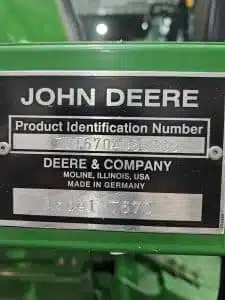 JOHN DEERE
Product Identification Number
DEERE & COMPANY
MOLINE, ILLINOIS, USA
MADE IN GERMANY